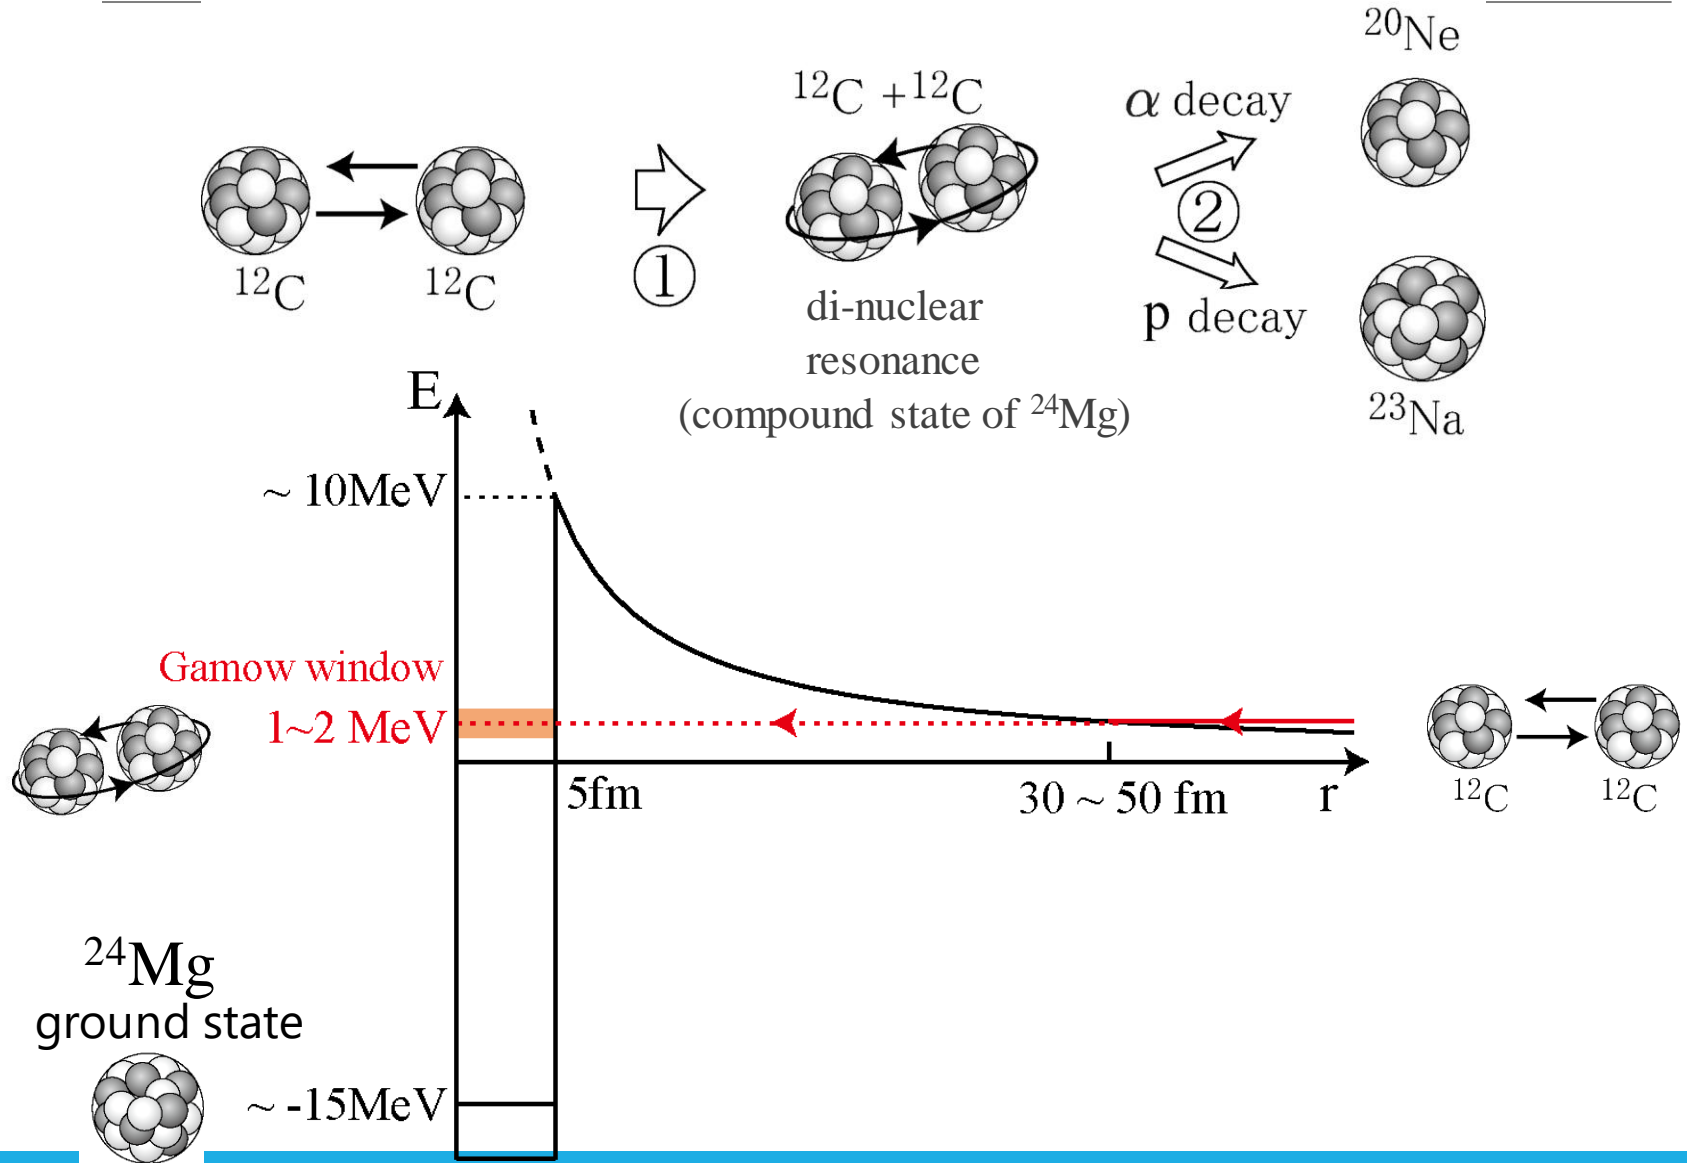 ²⁰Ne
¹²C + ¹²C
α decay
¹²C
¹²C
①
②
di-nuclear
resonance
(compound state of ²⁴Mg)
p decay
²³Na
E
~ 10MeV
Gamow window
1~2 MeV
5fm
30 ~ 50 fm
r
¹²C
¹²C
²⁴Mg
ground state
~ -15MeV